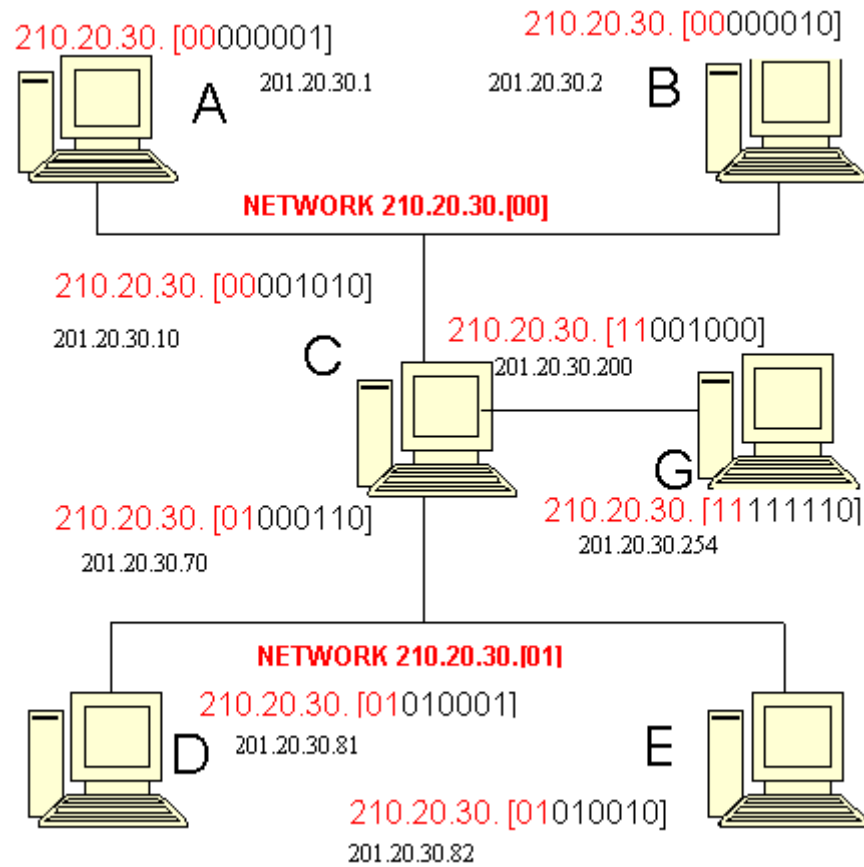 210.20.30. [00000001]
210.20.30. [00000010]
201.20.30.1
201.20.30.2
A
B
NETWORK 210.20.30.[00]
210.20.30. [00001010]
201.20.30.10
210.20.30. [11001000]
201.20.30.200
C
G
210.20.30. [01000110]
201.20.30.70
210.20.30. [11111110]
201.20.30.254
NETWORK 210.20.30.[01]
210.20.30. [01010001]
201.20.30.81
D
E
210.20.30. [01010010]
201.20.30.82